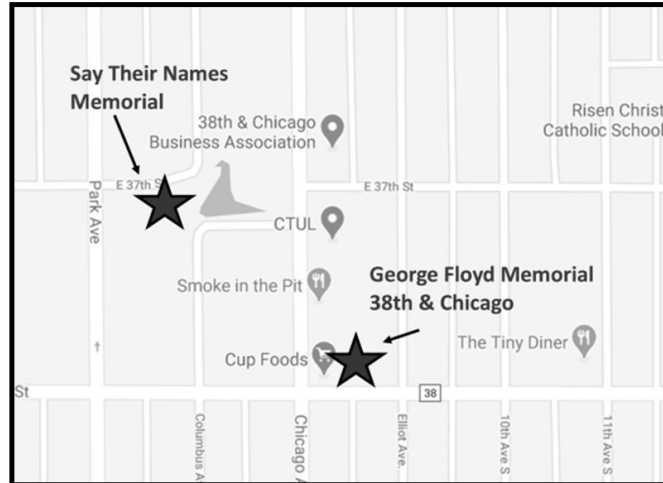 Say Their Names
Memorial
38th & Chicago
Business Association
Risen Christ
Catholic School
E 37th S
E 37th St
Park Ave
CTUL
George Floyd Memorial
38th & Chicago
Smoke in the Pit
The Tiny Diner
Cup Foods
St
38
Columbus Av
Chicago A
Elliot Ave.
10th Ave S
11th Ave S